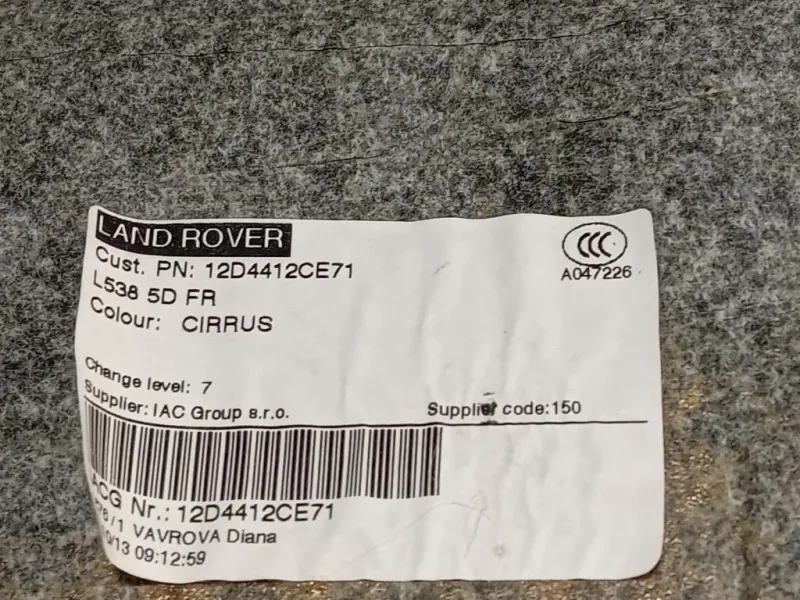 LAND ROVER
CCC
Cust. PN: 12D4412CE71
A047226
L538 5D FR
Colour: CIRRUS
Change level: 7
Supplier: IAC Group s.r.o.
Supplier code:150
Nr.: 12D4412CE71
VAVROVA Diana
09:12:59